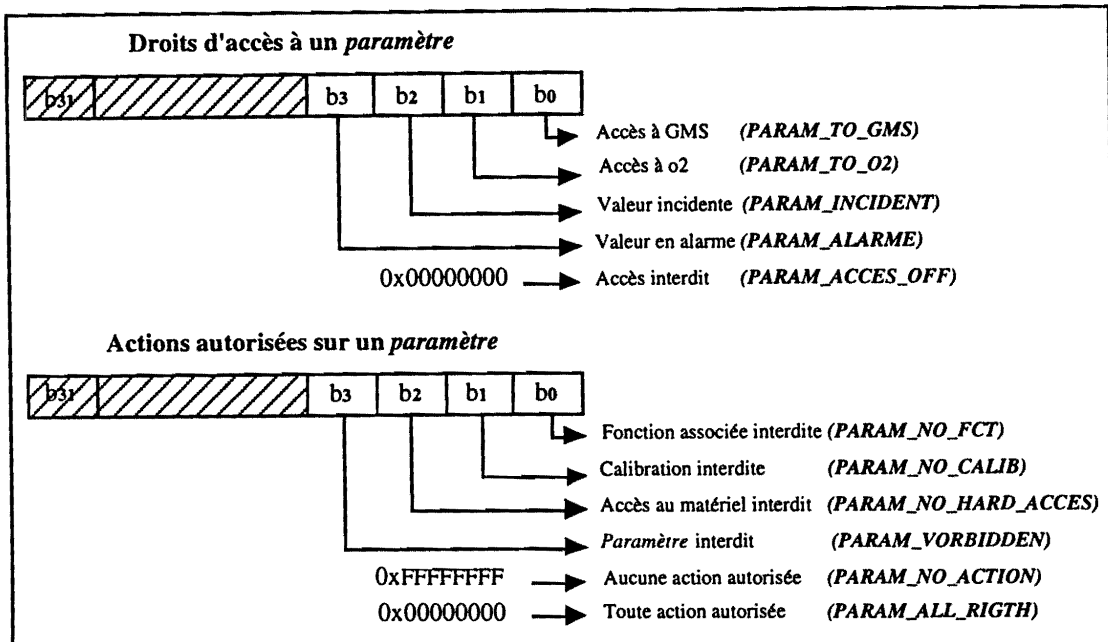 Droits d'accès à un paramètre
b31 b3 b2 b1 b0
Accès à GMS (PARAM_TO_GMS)
Accès à o2 (PARAM_TO_O2)
Valeur incidente (PARAM_INCIDENT)
Valeur en alarme (PARAM_ALARME)
0x00000000 Accès interdit (PARAM_ACCES_OFF)
Actions autorisées sur un paramètre
b31 b3 b2 b1 b0
Fonction associée interdite (PARAM_NO_FCT)
Calibration interdite (PARAM_NO_CALIB)
Accès au matériel interdit (PARAM_NO_HARD_ACCES)
Paramètre interdit (PARAM_VORBIDDEN)
0xFFFFFFFF Aucune action autorisée (PARAM_NO_ACTION)
0x00000000 Toute action autorisée (PARAM_ALL_RIGTH)